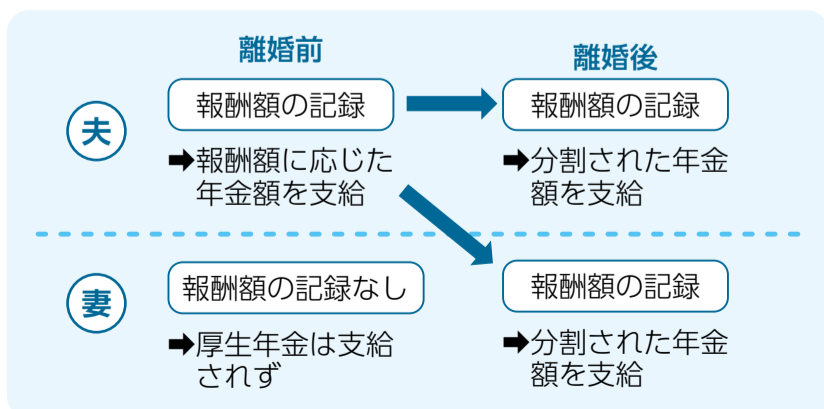 離婚前
離婚後
夫
報酬額の記録
報酬額の記録
➡報酬額に応じた
年金額を支給
➡分割された年金
額を支給
妻
報酬額の記録なし
報酬額の記録
➡厚生年金は支給
されず
➡分割された年金
額を支給